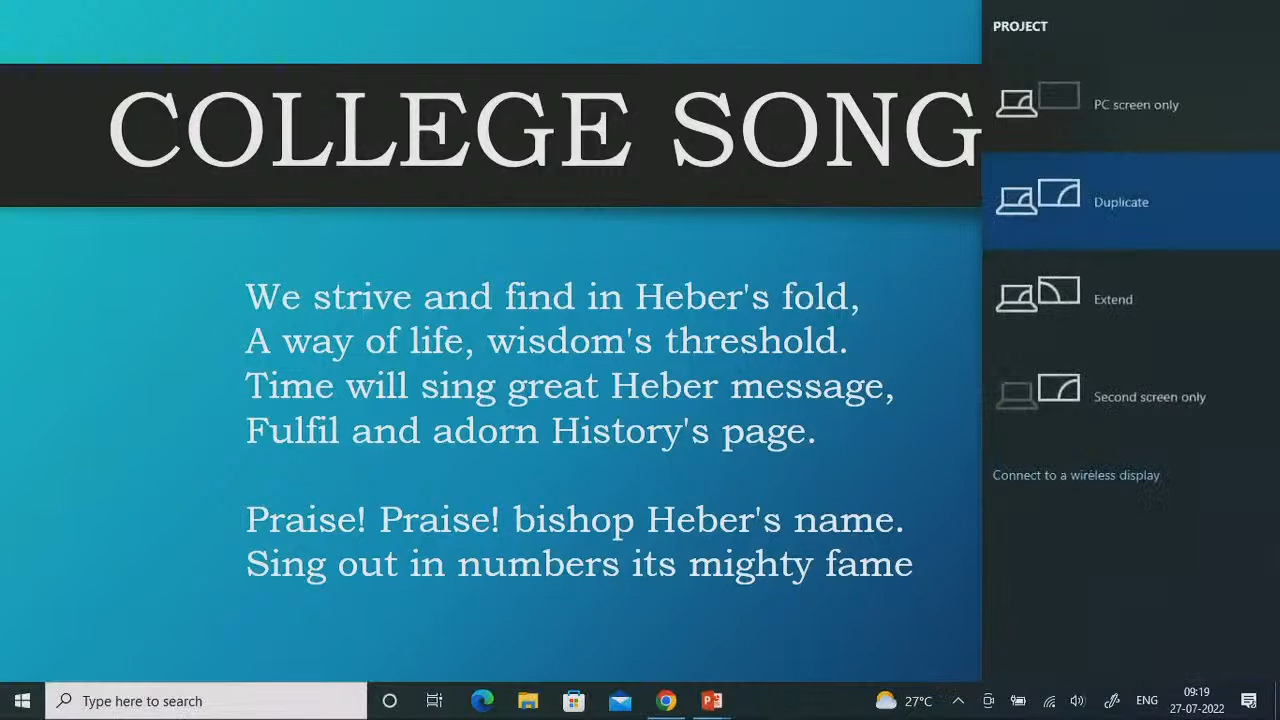 COLLEGE SONG
We strive and find in Heber's fold,
A way of life, wisdom's threshold.
Time will sing great Heber message,
Fulfil and adorn History's page.
Praise! Praise! bishop Heber's name.
Sing out in numbers its mighty fame
PROJECT
PC screen only
Duplicate
Extend
Second screen only
Connect to a wireless display
Type here to search
27°C
ENG
09:19
27-07-2022